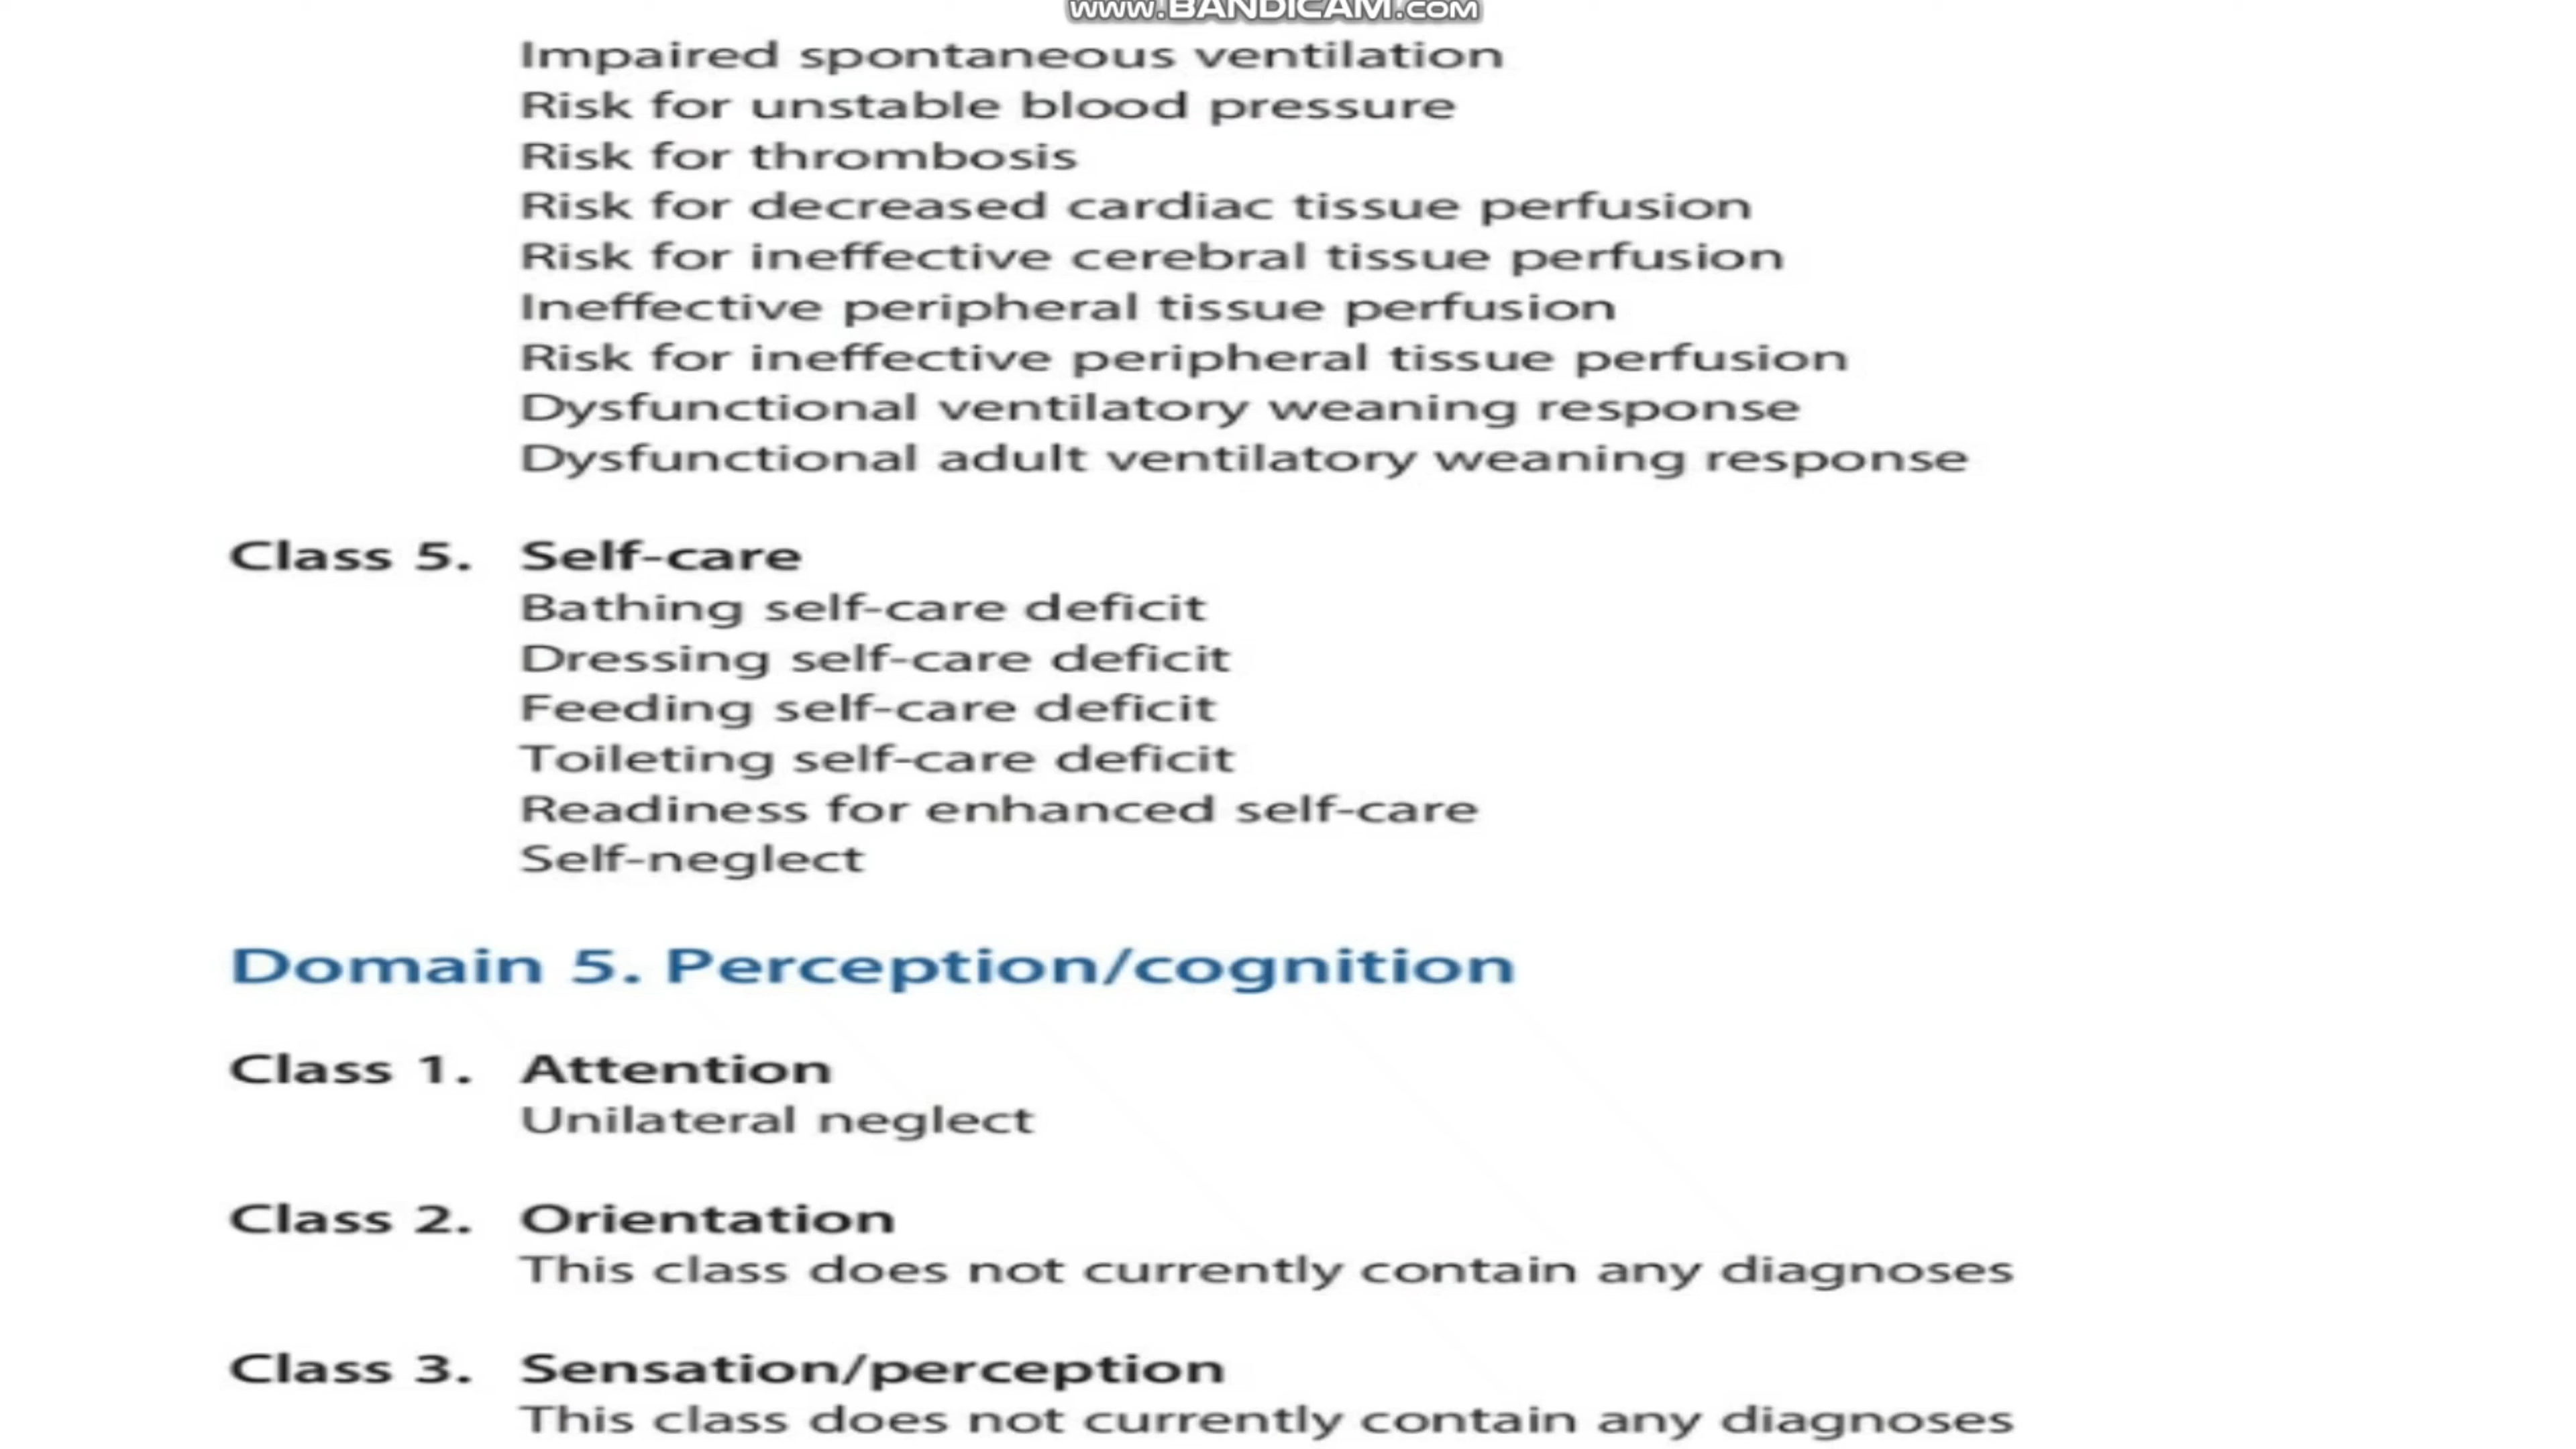 www.BANDICAM.com
Impaired spontaneous ventilation
Risk for unstable blood pressure
Risk for thrombosis
Risk for decreased cardiac tissue perfusion
Risk for ineffective cerebral tissue perfusion
Ineffective peripheral tissue perfusion
Risk for ineffective peripheral tissue perfusion
Dysfunctional ventilatory weaning response
Dysfunctional adult ventilatory weaning response
Class 5. Self-care
Bathing self-care deficit
Dressing self-care deficit
Feeding self-care deficit
Toileting self-care deficit
Readiness for enhanced self-care
Self-neglect
Domain 5. Perception/cognition
Class 1. Attention
Unilateral neglect
Class 2. Orientation
This class does not currently contain any diagnoses
Class 3. Sensation/perception
This class does not currently contain any diagnoses